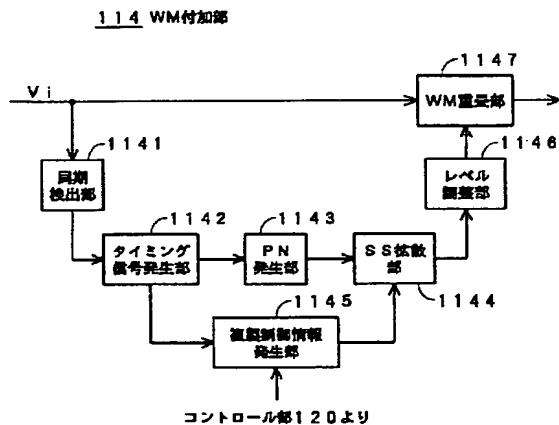 114 WM付加部
1147
Vi
WM重畳部
1141
1146
同期
検出部
レベル
調整部
1142
1143
タイミング
信号発生部
PN
発生部
SS拡散
部
1145
1144
複製制御情報
発生部
コントロール部120より